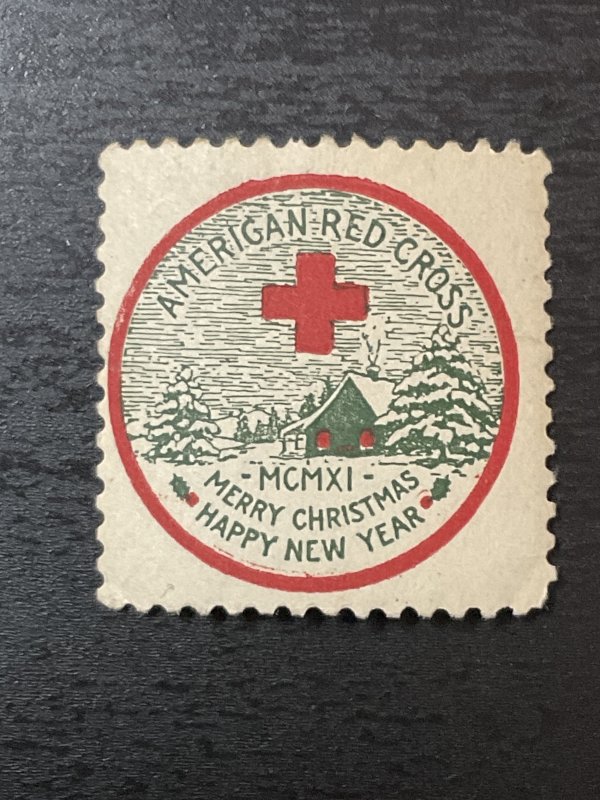 AMERICAN RED CROSS
- MCMXI -
MERRY CHRISTMAS
HAPPY NEW YEAR